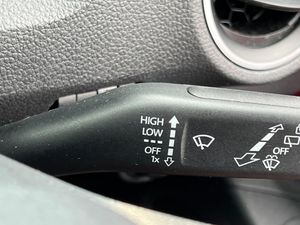 HIGH
LOW
---
OFF
1x
OFF